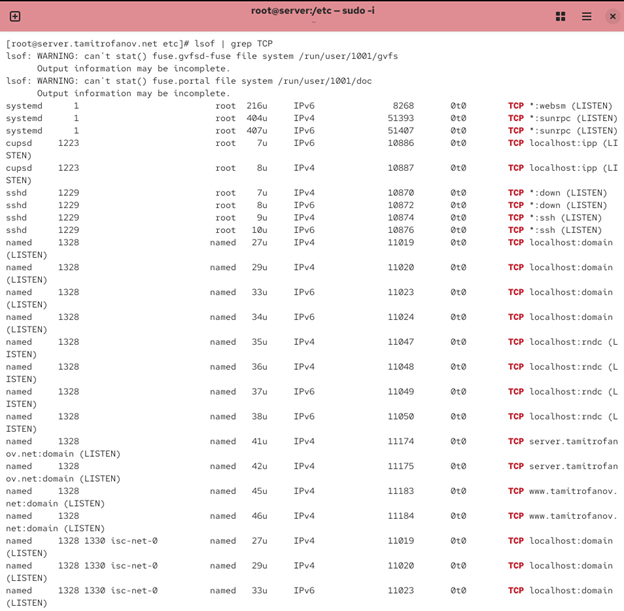 root@server:/etc — sudo -i
[root@server.tamitrofanov.net etc]# lsof | grep TCP
lsof: WARNING: can't stat() fuse.gvfsd-fuse file system /run/user/1001/gvfs
      Output information may be incomplete.
lsof: WARNING: can't stat() fuse.portal file system /run/user/1001/doc
      Output information may be incomplete.
systemd 1 root 216u IPv6 8268 0t0 TCP *:websm (LISTEN)
systemd 1 root 404u IPv4 51393 0t0 TCP *:sunrpc (LISTEN)
systemd 1 root 407u IPv6 51407 0t0 TCP *:sunrpc (LISTEN)
cupsd 1223 root 7u IPv6 10886 0t0 TCP localhost:ipp (LI
STEN)
cupsd 1223 root 8u IPv4 10887 0t0 TCP localhost:ipp (LI
STEN)
sshd 1229 root 7u IPv4 10870 0t0 TCP *:down (LISTEN)
sshd 1229 root 8u IPv6 10872 0t0 TCP *:down (LISTEN)
sshd 1229 root 9u IPv4 10874 0t0 TCP *:ssh (LISTEN)
sshd 1229 root 10u IPv6 10876 0t0 TCP *:ssh (LISTEN)
named 1328 named 27u IPv4 11019 0t0 TCP localhost:domain
(LISTEN)
named 1328 named 29u IPv4 11020 0t0 TCP localhost:domain
(LISTEN)
named 1328 named 33u IPv6 11023 0t0 TCP localhost:domain
(LISTEN)
named 1328 named 34u IPv6 11024 0t0 TCP localhost:domain
(LISTEN)
named 1328 named 35u IPv4 11047 0t0 TCP localhost:rndc (L
ISTEN)
named 1328 named 36u IPv4 11048 0t0 TCP localhost:rndc (L
ISTEN)
named 1328 named 37u IPv6 11049 0t0 TCP localhost:rndc (L
ISTEN)
named 1328 named 38u IPv6 11050 0t0 TCP localhost:rndc (L
ISTEN)
named 1328 named 41u IPv4 11174 0t0 TCP server.tamitrofan
ov.net:domain (LISTEN)
named 1328 named 42u IPv4 11175 0t0 TCP server.tamitrofan
ov.net:domain (LISTEN)
named 1328 named 45u IPv4 11183 0t0 TCP www.tamitrofanov.
net:domain (LISTEN)
named 1328 named 46u IPv4 11184 0t0 TCP www.tamitrofanov.
net:domain (LISTEN)
named 1328 1330 isc-net-0 named 27u IPv4 11019 0t0 TCP localhost:domain
(LISTEN)
named 1328 1330 isc-net-0 named 29u IPv4 11020 0t0 TCP localhost:domain
(LISTEN)
named 1328 1330 isc-net-0 named 33u IPv6 11023 0t0 TCP localhost:domain
(LISTEN)